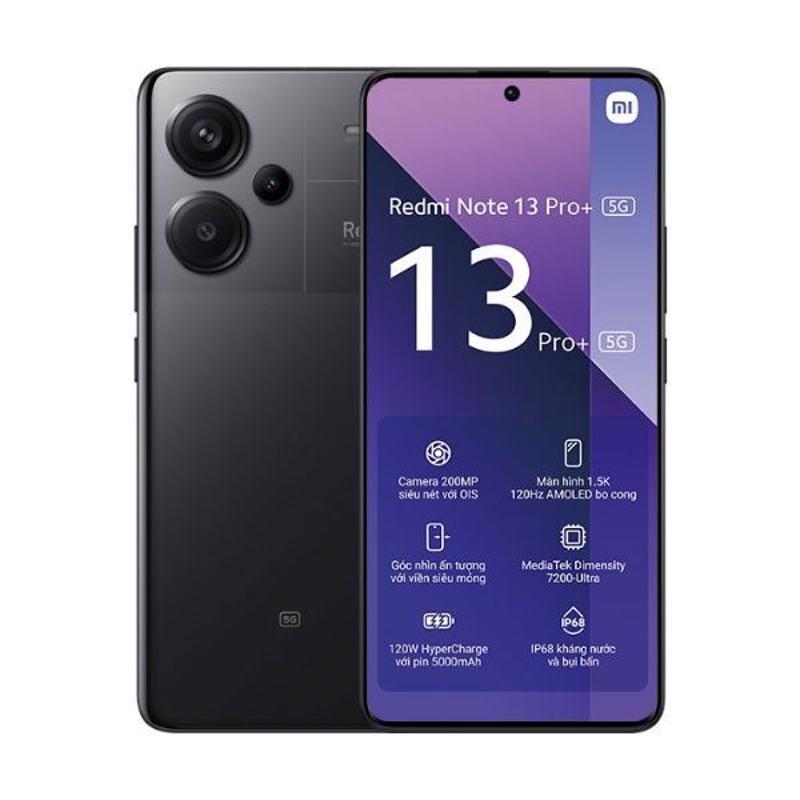 mi
Redmi Note 13 Pro+ 5G
13
Pro+ 5G
Camera 200MP
siêu nét với OIS
Màn hình 1.5K
120Hz AMOLED bo cong
Góc nhìn ấn tượng
với viền siêu mỏng
MediaTek Dimensity
7200-Ultra
120W HyperCharge
với pin 5000mAh
IP68
IP68 kháng nước
và bụi bẩn
Re
5G